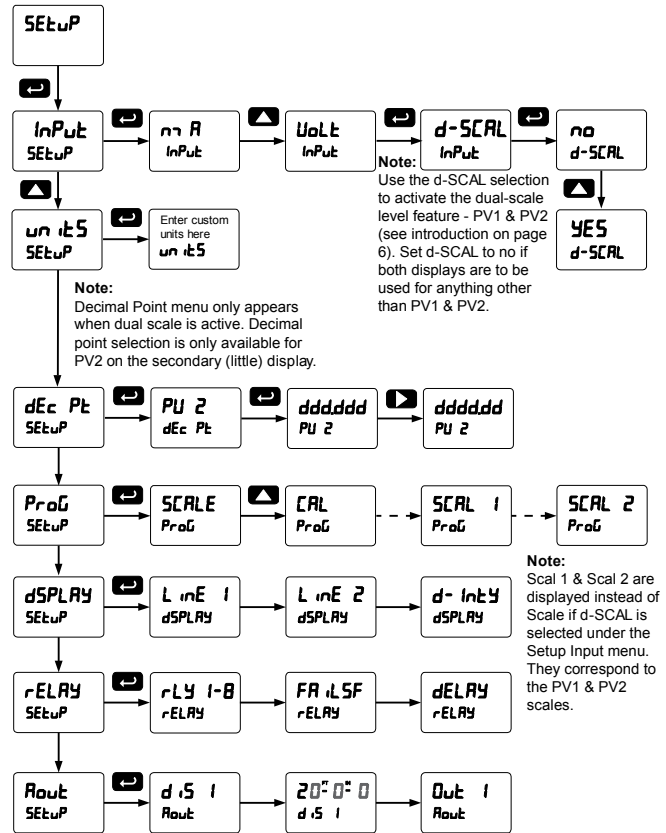 SEtuP
InPut
SEtuP
mA
InPut
VoLt
InPut
d-SCAL
InPut
no
d-SCAL
YES
d-SCAL
Note:
Use the d-SCAL selection
to activate the dual-scale
level feature - PV1 & PV2
(see introduction on page
6). Set d-SCAL to no if
both displays are to be
used for anything other
than PV1 & PV2.
unitS
SEtuP
Enter custom
units here
unitS
Note:
Decimal Point menu only appears
when dual scale is active. Decimal
point selection is only available for
PV2 on the secondary (little) display.
dEc Pt
SEtuP
PV 2
dEc Pt
ddd.ddd
PV 2
dddd.dd
PV 2
ProG
SEtuP
SCALE
ProG
CAL
ProG
SCAL 1
ProG
SCAL 2
ProG
Note:
Scal 1 & Scal 2 are
displayed instead of
Scale if d-SCAL is
selected under the
Setup Input menu.
They correspond to
the PV1 & PV2
scales.
dSPLAY
SEtuP
LinE 1
dSPLAY
LinE 2
dSPLAY
d-IntY
dSPLAY
rELAY
SEtuP
rLY 1-8
rELAY
FAiLSF
rELAY
dELAY
rELAY
Aout
SEtuP
diS 1
Aout
20FT 0IN 0
diS 1
Out 1
Aout